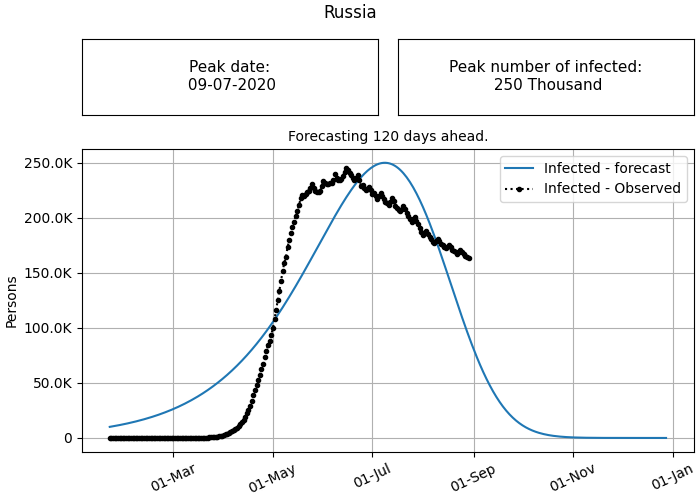 Russia
Peak date:
09-07-2020
Peak number of infected:
250 Thousand
Forecasting 120 days ahead.
Infected - forecast
Infected - Observed
250.0K
200.0K
150.0K
100.0K
50.0K
0
Persons
01-Mar
01-May
01-Jul
01-Sep
01-Nov
01-Jan